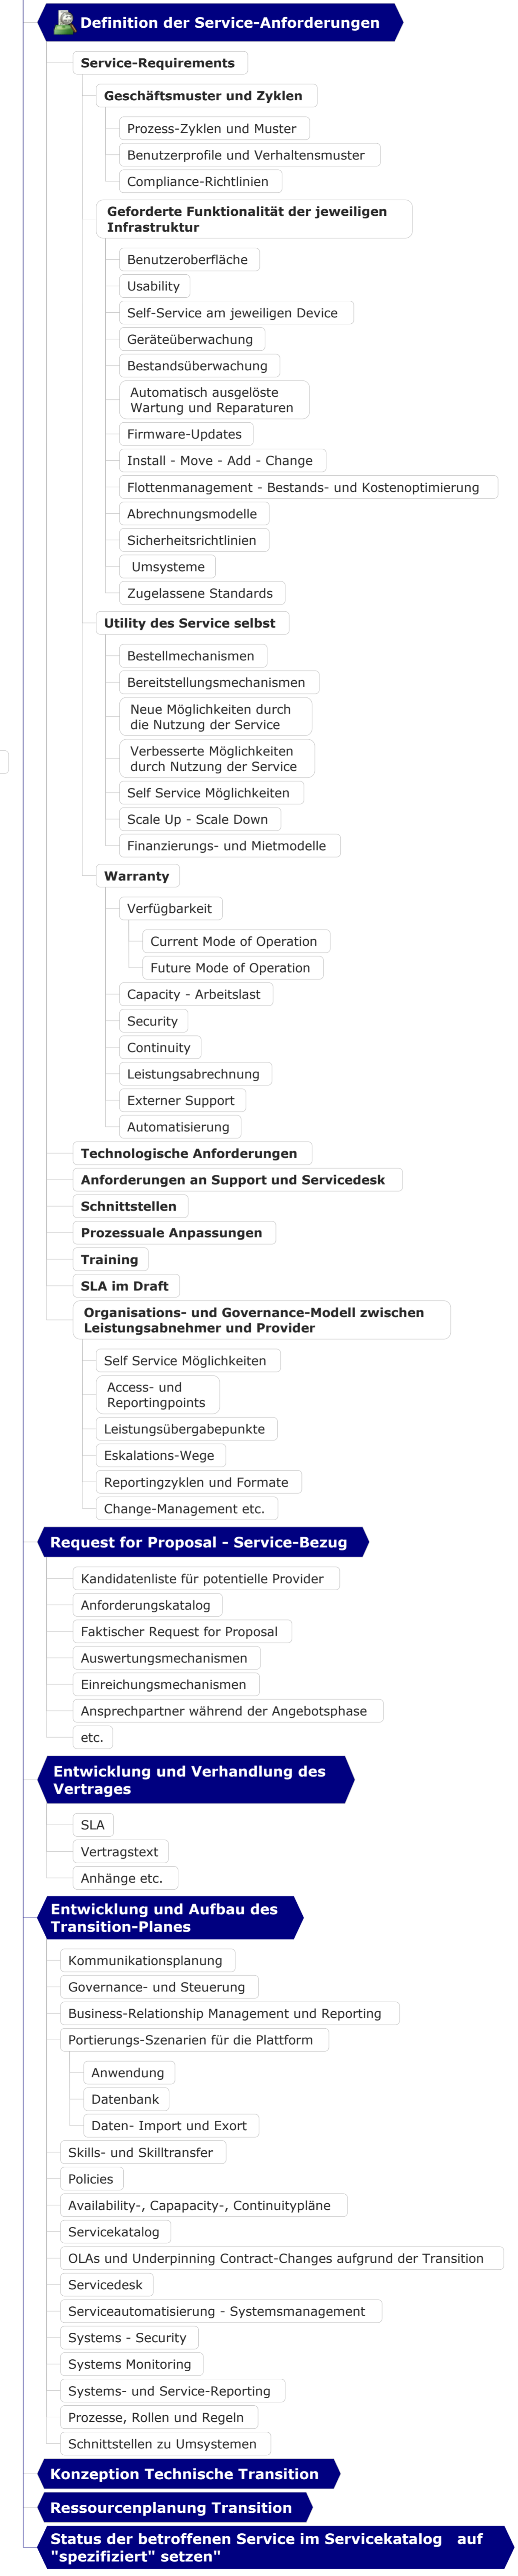 Definition der Service-Anforderungen
Service-Requirements
Geschäftsmuster und Zyklen
Prozess-Zyklen und Muster
Benutzerprofile und Verhaltensmuster
Compliance-Richtlinien
Geforderte Funktionalität der jeweiligen
Infrastruktur
Benutzeroberfläche
Usability
Self-Service am jeweiligen Device
Geräteüberwachung
Bestandsüberwachung
Automatisch ausgelöste
Wartung und Reparaturen
Firmware-Updates
Install - Move - Add - Change
Flottenmanagement - Bestands- und Kostenoptimierung
Abrechnungsmodelle
Sicherheitsrichtlinien
Umsysteme
Zugelassene Standards
Utility des Service selbst
Bestellmechanismen
Bereitstellungsmechanismen
Neue Möglichkeiten durch
die Nutzung der Service
Verbesserte Möglichkeiten
durch Nutzung der Service
Self Service Möglichkeiten
Scale Up - Scale Down
Finanzierungs- und Mietmodelle
Warranty
Verfügbarkeit
Current Mode of Operation
Future Mode of Operation
Capacity - Arbeitslast
Security
Continuity
Leistungsabrechnung
Externer Support
Automatisierung
Technologische Anforderungen
Anforderungen an Support und Servicedesk
Schnittstellen
Prozessuale Anpassungen
Training
SLA im Draft
Organisations- und Governance-Modell zwischen
Leistungsabnehmer und Provider
Self Service Möglichkeiten
Access- und
Reportingpoints
Leistungsübergabepunkte
Eskalations-Wege
Reportingzyklen und Formate
Change-Management etc.
Request for Proposal - Service-Bezug
Kandidatenliste für potentielle Provider
Anforderungskatalog
Faktischer Request for Proposal
Auswertungsmechanismen
Einreichungsmechanismen
Ansprechpartner während der Angebotsphase
etc.
Entwicklung und Verhandlung des
Vertrages
SLA
Vertragstext
Anhänge etc.
Entwicklung und Aufbau des
Transition-Planes
Kommunikationsplanung
Governance- und Steuerung
Business-Relationship Management und Reporting
Portierungs-Szenarien für die Plattform
Anwendung
Datenbank
Daten- Import und Exort
Skills- und Skilltransfer
Policies
Availability-, Capapacity-, Continuitypläne
Servicekatalog
OLAs und Underpinning Contract-Changes aufgrund der Transition
Servicedesk
Serviceautomatisierung - Systemsmanagement
Systems - Security
Systems Monitoring
Systems- und Service-Reporting
Prozesse, Rollen und Regeln
Schnittstellen zu Umsystemen
Konzeption Technische Transition
Ressourcenplanung Transition
Status der betroffenen Service im Servicekatalog auf
"spezifiziert" setzen"